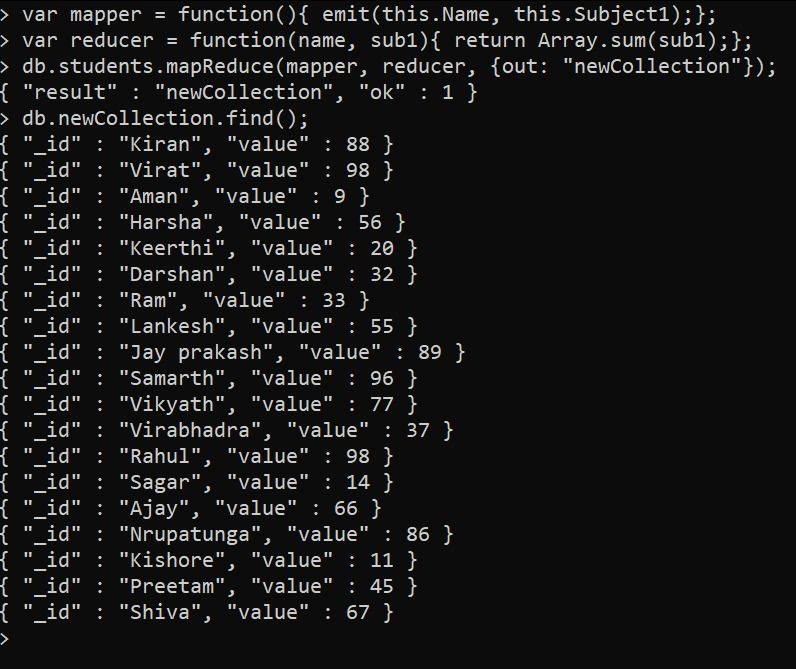 > var mapper = function(){ emit(this.Name, this.Subject1);};
> var reducer = function(name, sub1){ return Array.sum(sub1);};
> db.students.mapReduce(mapper, reducer, {out: "newCollection"});
{ "result" : "newCollection", "ok" : 1 }
> db.newCollection.find();
{ "_id" : "Kiran", "value" : 88 }
{ "_id" : "Virat", "value" : 98 }
{ "_id" : "Aman", "value" : 9 }
{ "_id" : "Harsha", "value" : 56 }
{ "_id" : "Keerthi", "value" : 20 }
{ "_id" : "Darshan", "value" : 32 }
{ "_id" : "Ram", "value" : 33 }
{ "_id" : "Lankesh", "value" : 55 }
{ "_id" : "Jay prakash", "value" : 89 }
{ "_id" : "Samarth", "value" : 96 }
{ "_id" : "Vikyath", "value" : 77 }
{ "_id" : "Virabhadra", "value" : 37 }
{ "_id" : "Rahul", "value" : 98 }
{ "_id" : "Sagar", "value" : 14 }
{ "_id" : "Ajay", "value" : 66 }
{ "_id" : "Nrupatunga", "value" : 86 }
{ "_id" : "Kishore", "value" : 11 }
{ "_id" : "Preetam", "value" : 45 }
{ "_id" : "Shiva", "value" : 67 }
>